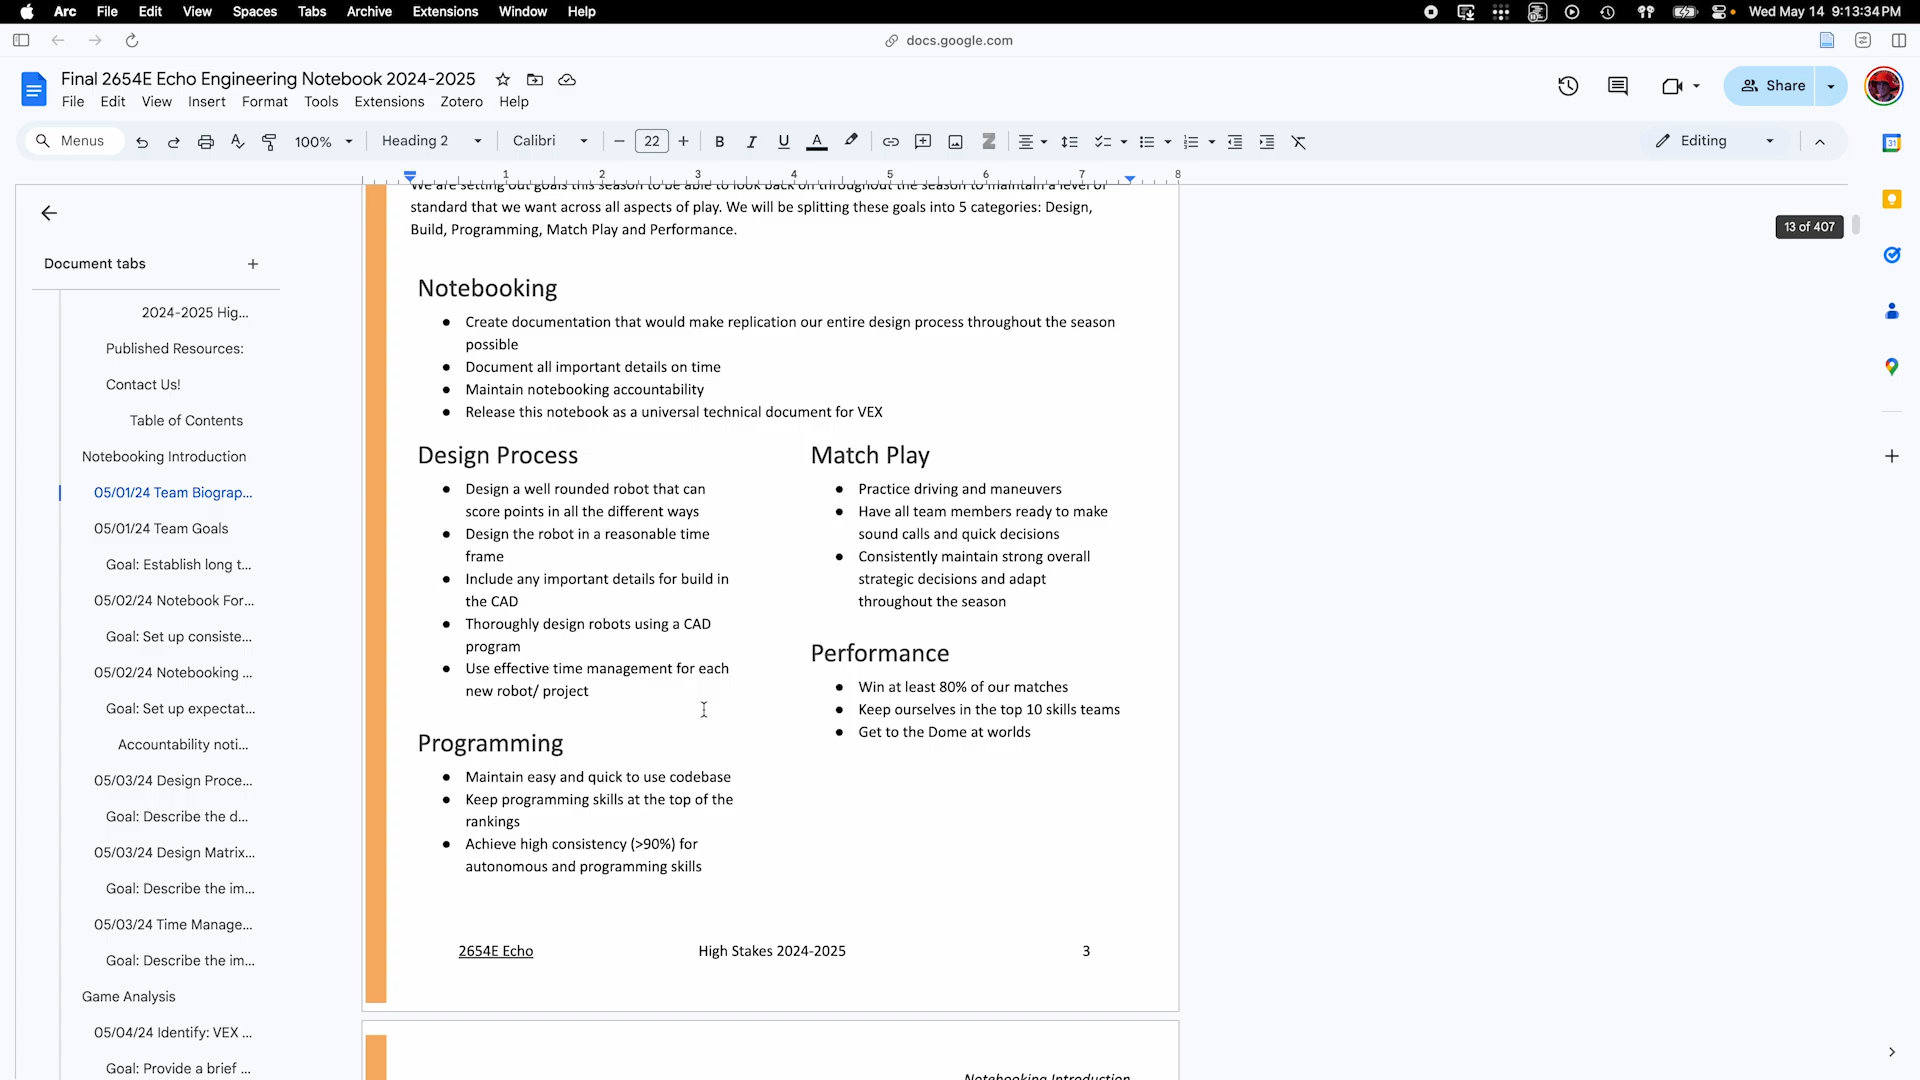 Arc File Edit View Spaces Tabs Archive Extensions Window Help Wed May 14 9:13:34 PM
docs.google.com
Final 2654E Echo Engineering Notebook 2024-2025
File Edit View Insert Format Tools Extensions Zotero Help
Share
Menus 100% Heading 2 Calibri 22 B I U A Editing
1 2 3 4 5 6 7 8
Document tabs
2024-2025 Hig...
Published Resources:
Contact Us!
Table of Contents
Notebooking Introduction
05/01/24 Team Biograp...
05/01/24 Team Goals
Goal: Establish long t...
05/02/24 Notebook For...
Goal: Set up consiste...
05/02/24 Notebooking ...
Goal: Set up expectat...
Accountability noti...
05/03/24 Design Proce...
Goal: Describe the d...
05/03/24 Design Matrix...
Goal: Describe the im...
05/03/24 Time Manage...
Goal: Describe the im...
Game Analysis
05/04/24 Identify: VEX ...
Goal: Provide a brief ...
We are setting out goals this season to be able to look back on throughout the season to maintain a level of
standard that we want across all aspects of play. We will be splitting these goals into 5 categories: Design,
Build, Programming, Match Play and Performance.
13 of 407
Notebooking
● Create documentation that would make replication our entire design process throughout the season
possible
● Document all important details on time
● Maintain notebooking accountability
● Release this notebook as a universal technical document for VEX
Design Process
● Design a well rounded robot that can
score points in all the different ways
● Design the robot in a reasonable time
frame
● Include any important details for build in
the CAD
● Thoroughly design robots using a CAD
program
● Use effective time management for each
new robot/ project
Programming
● Maintain easy and quick to use codebase
● Keep programming skills at the top of the
rankings
● Achieve high consistency (>90%) for
autonomous and programming skills
Match Play
● Practice driving and maneuvers
● Have all team members ready to make
sound calls and quick decisions
● Consistently maintain strong overall
strategic decisions and adapt
throughout the season
Performance
● Win at least 80% of our matches
● Keep ourselves in the top 10 skills teams
● Get to the Dome at worlds
2654E Echo High Stakes 2024-2025 3
Notebooking Introduction
31